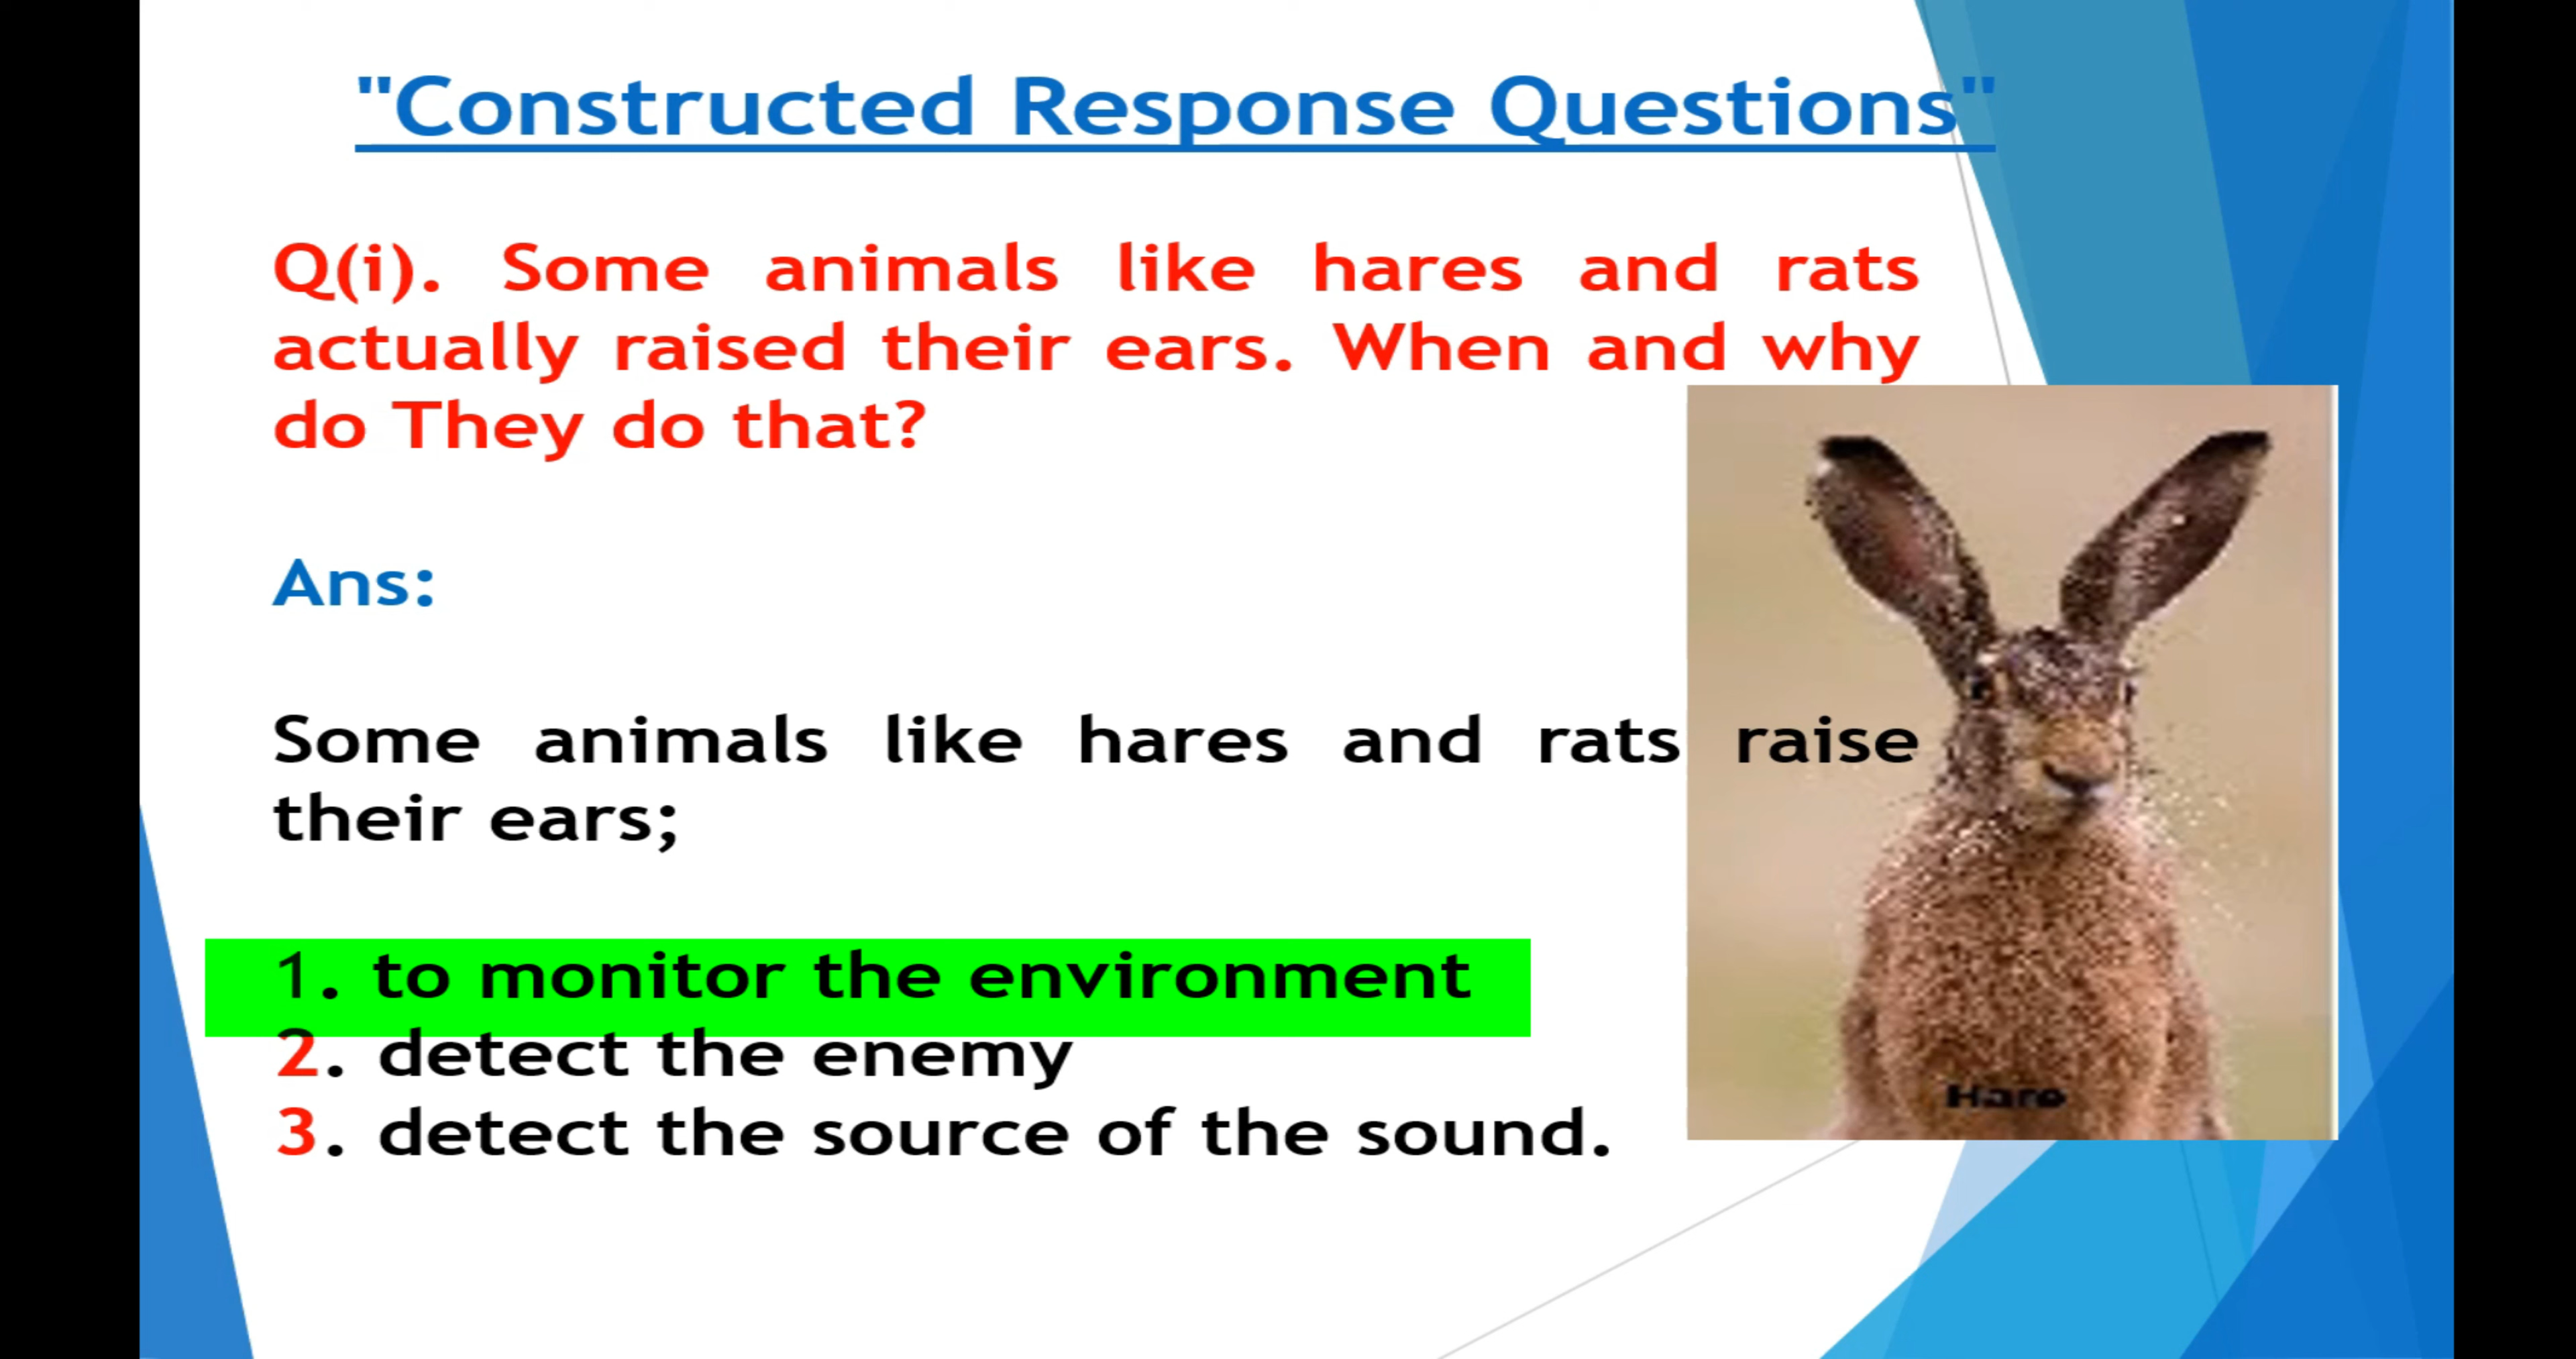 "Constructed Response Questions"
Q(i). Some animals like hares and rats
actually raised their ears. When and why
do They do that?
Ans:
Some animals like hares and rats raise
their ears;
1. to monitor the environment
2. detect the enemy
3. detect the source of the sound.
Hare